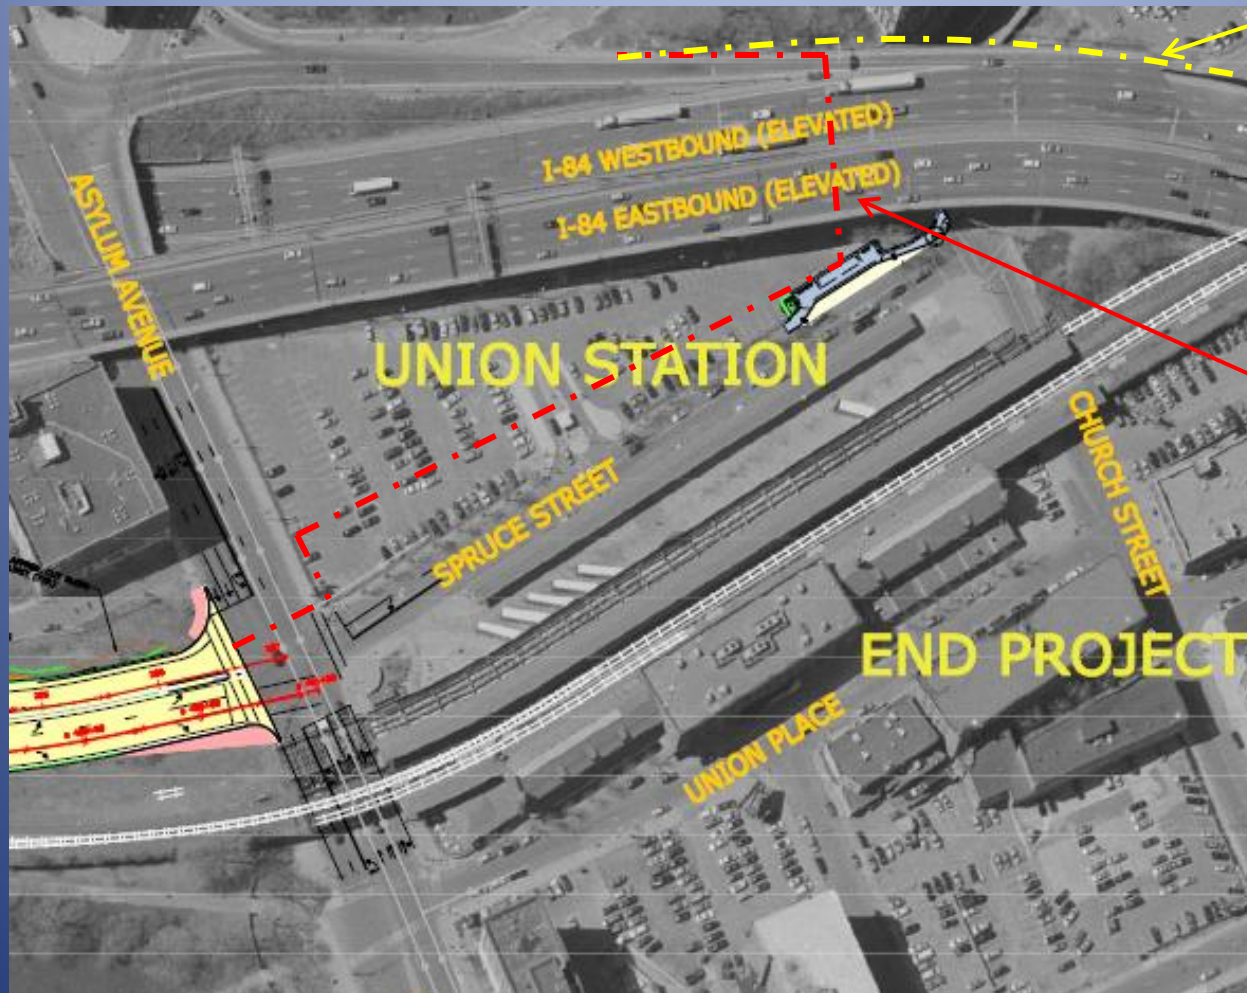 I-84 WESTBOUND (ELEVATED)
I-84 EASTBOUND (ELEVATED)
ASYLUM AVENUE
UNION STATION
CHURCH STREET
SPRUCE STREET
END PROJECT
UNION PLACE